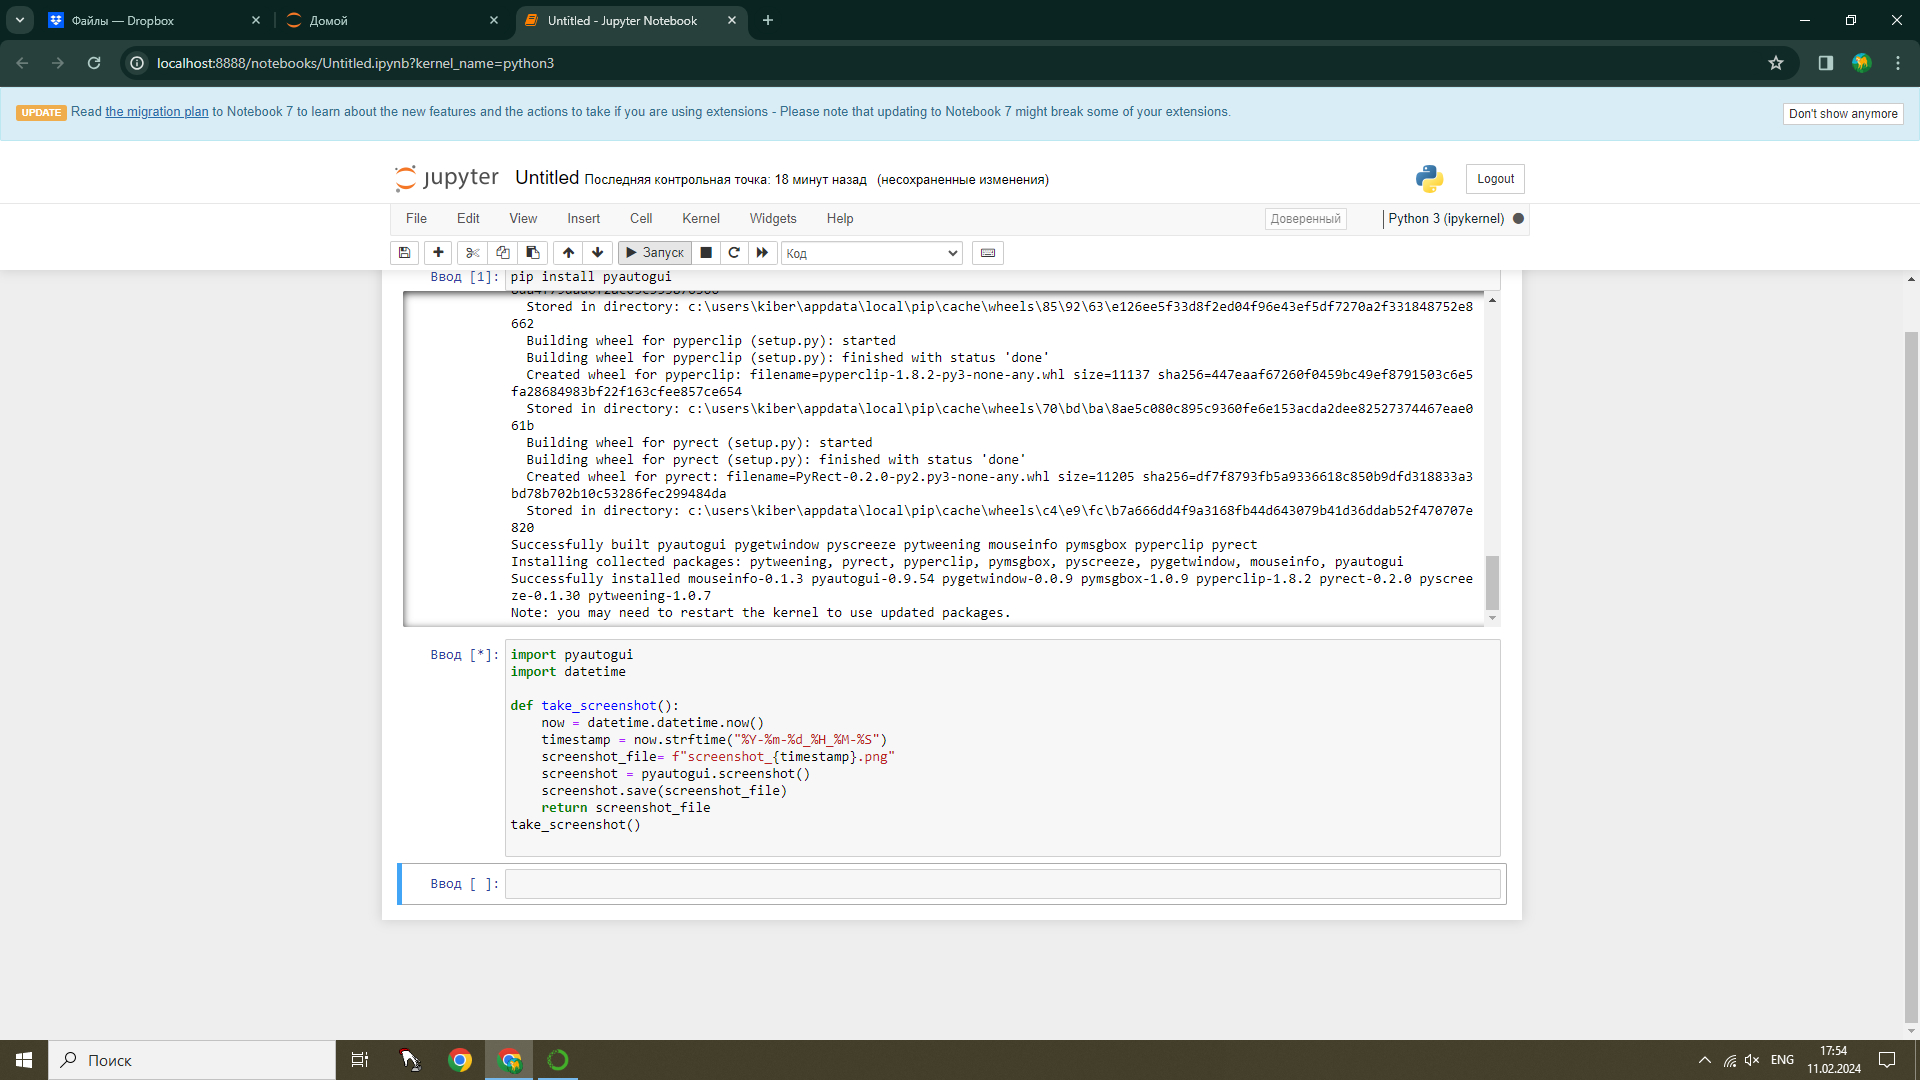 Файлы — Dropbox
Домой
Untitled - Jupyter Notebook
localhost:8888/notebooks/Untitled.ipynb?kernel_name=python3
UPDATE Read the migration plan to Notebook 7 to learn about the new features and the actions to take if you are using extensions - Please note that updating to Notebook 7 might break some of your extensions.
Don't show anymore
jupyter Untitled Последняя контрольная точка: 18 минут назад (несохраненные изменения)
Logout
File Edit View Insert Cell Kernel Widgets Help
Доверенный
Python 3 (ipykernel)
Запуск
Код
Ввод [1]: pip install pyautogui
Stored in directory: c:\users\kiber\appdata\local\pip\cache\wheels\85\92\63\e126ee5f33d8f2ed04f96e43ef5df7270a2f331848752e8
662
Building wheel for pyperclip (setup.py): started
Building wheel for pyperclip (setup.py): finished with status 'done'
Created wheel for pyperclip: filename=pyperclip-1.8.2-py3-none-any.whl size=11137 sha256=447eaaf67260f0459bc49ef8791503c6e5
fa28684983bf22f163cfee857ce654
Stored in directory: c:\users\kiber\appdata\local\pip\cache\wheels\70\bd\ba\8ae5c080c895c9360fe6e153acda2dee82527374467eae0
61b
Building wheel for pyrect (setup.py): started
Building wheel for pyrect (setup.py): finished with status 'done'
Created wheel for pyrect: filename=PyRect-0.2.0-py2.py3-none-any.whl size=11205 sha256=df7f8793fb5a9336618c850b9dfd318833a3
bd78b702b10c53286fec299484da
Stored in directory: c:\users\kiber\appdata\local\pip\cache\wheels\c4\e9\fc\b7a666dd4f9a3168fb44d643079b41d36ddab52f470707e
820
Successfully built pyautogui pygetwindow pyscreeze pytweening mouseinfo pymsgbox pyperclip pyrect
Installing collected packages: pytweening, pyrect, pyperclip, pymsgbox, pyscreeze, pygetwindow, mouseinfo, pyautogui
Successfully installed mouseinfo-0.1.3 pyautogui-0.9.54 pygetwindow-0.0.9 pymsgbox-1.0.9 pyperclip-1.8.2 pyrect-0.2.0 pyscree
ze-0.1.30 pytweening-1.0.7
Note: you may need to restart the kernel to use updated packages.
Ввод [*]: import pyautogui
import datetime
def take_screenshot():
now = datetime.datetime.now()
timestamp = now.strftime("%Y-%m-%d_%H_%M-%S")
screenshot_file= f"screenshot_{timestamp}.png"
screenshot = pyautogui.screenshot()
screenshot.save(screenshot_file)
return screenshot_file
take_screenshot()
Ввод [ ]:
Поиск
ENG
17:54
11.02.2024